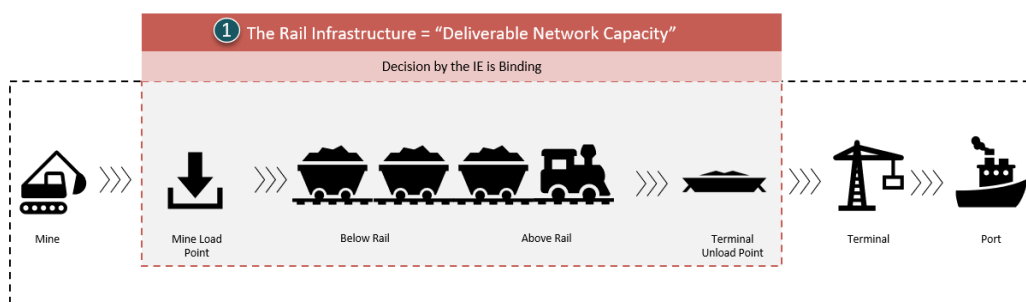 1 The Rail Infrastructure = “Deliverable Network Capacity”
Decision by the IE is Binding
Mine
Mine Load
Point
Below Rail
Above Rail
Terminal
Unload Point
Terminal
Port